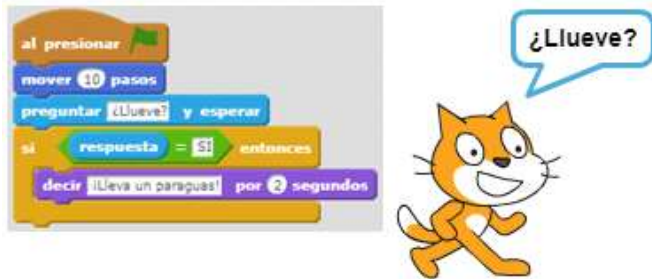 al presionar
mover 10 pasos
preguntar ¿Llueve? y esperar
si respuesta = SI entonces
decir ¡Lleva un paraguas! por 2 segundos
¿Llueve?